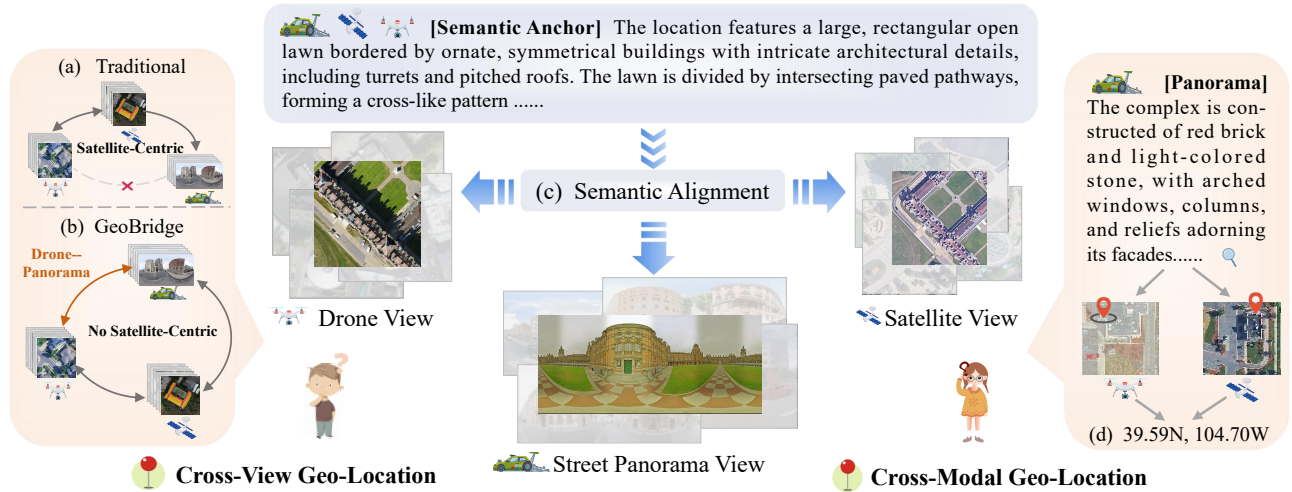 (a) Traditional
Satellite-Centric
(b) GeoBridge
Drone--
Panorama
No Satellite-Centric
[Semantic Anchor] The location features a large, rectangular open
lawn bordered by ornate, symmetrical buildings with intricate architectural details,
including turrets and pitched roofs. The lawn is divided by intersecting paved pathways,
forming a cross-like pattern ......
(c) Semantic Alignment
Drone View
Satellite View
Street Panorama View
[Panorama]
The complex is con-
structed of red brick
and light-colored
stone, with arched
windows, columns,
and reliefs adorning
its facades......
(d) 39.59N, 104.70W
Cross-View Geo-Location
Cross-Modal Geo-Location